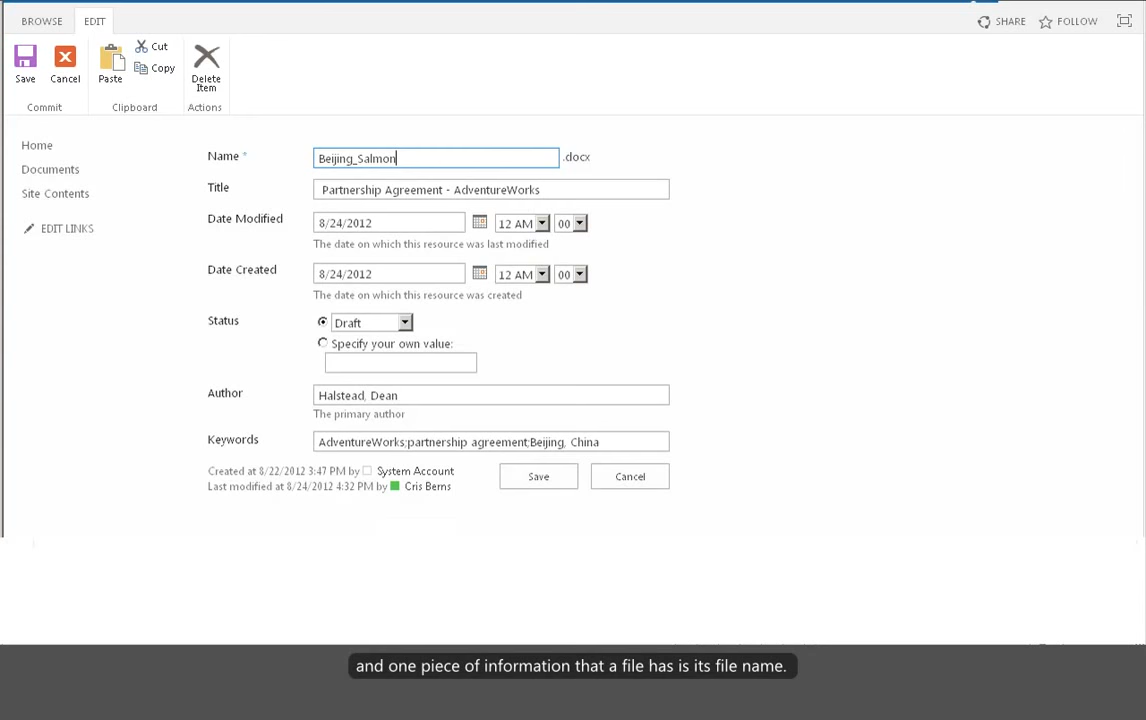 BROWSE EDIT SHARE FOLLOW
Cut
Copy
Save Cancel Paste Delete Item
Commit Clipboard Actions
Home
Documents
Site Contents
EDIT LINKS
Name * Beijing_Salmon .docx
Title Partnership Agreement - AdventureWorks
Date Modified 8/24/2012 12 AM 00
The date on which this resource was last modified
Date Created 8/24/2012 12 AM 00
The date on which this resource was created
Status Draft
Specify your own value:
Author Halstead, Dean
The primary author
Keywords AdventureWorks;partnership agreement;Beijing, China
Created at 8/22/2012 3:47 PM by System Account
Last modified at 8/24/2012 4:32 PM by Cris Berns
Save Cancel
and one piece of information that a file has is its file name.